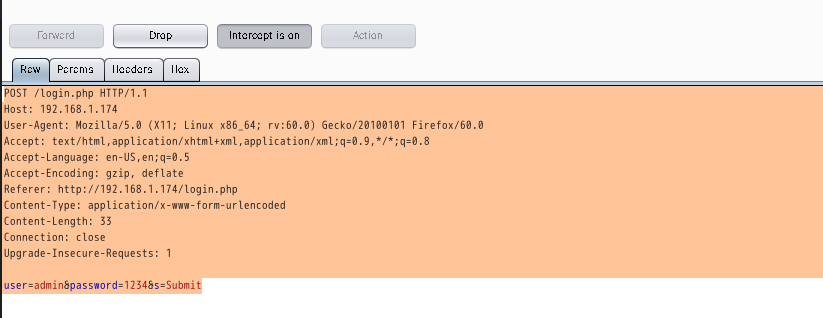 Forward Drop Intercept is on Action
Raw Params Headers Hex
POST /login.php HTTP/1.1
Host: 192.168.1.174
User-Agent: Mozilla/5.0 (X11; Linux x86_64; rv:60.0) Gecko/20100101 Firefox/60.0
Accept: text/html,application/xhtml+xml,application/xml;q=0.9,*/*;q=0.8
Accept-Language: en-US,en;q=0.5
Accept-Encoding: gzip, deflate
Referer: http://192.168.1.174/login.php
Content-Type: application/x-www-form-urlencoded
Content-Length: 33
Connection: close
Upgrade-Insecure-Requests: 1
user=admin&password=1234&s=Submit